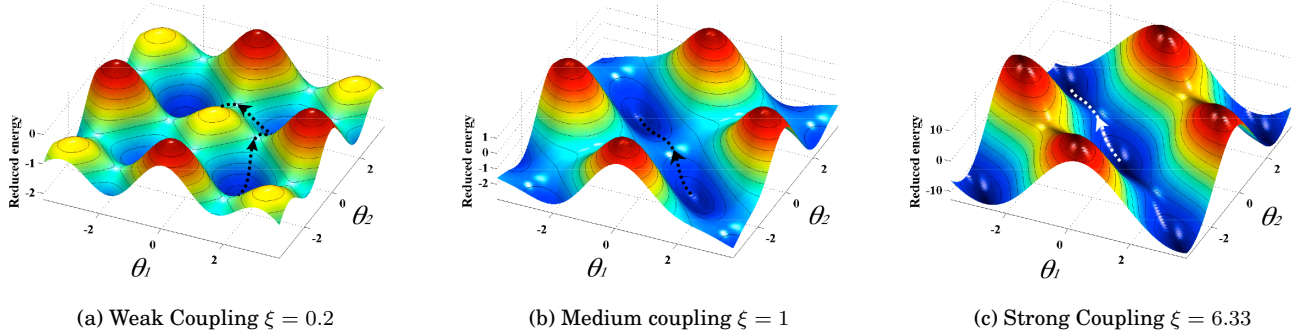 Reduced energy
0
-1
-2
-2
0
2
θ1
-2
0
2
θ2
(a) Weak Coupling ξ = 0.2
Reduced energy
1
0
-1
-2
-2
0
2
θ1
-2
0
2
θ2
(b) Medium coupling ξ = 1
Reduced energy
10
0
-10
-2
0
2
θ1
-2
0
2
θ2
(c) Strong Coupling ξ = 6.33